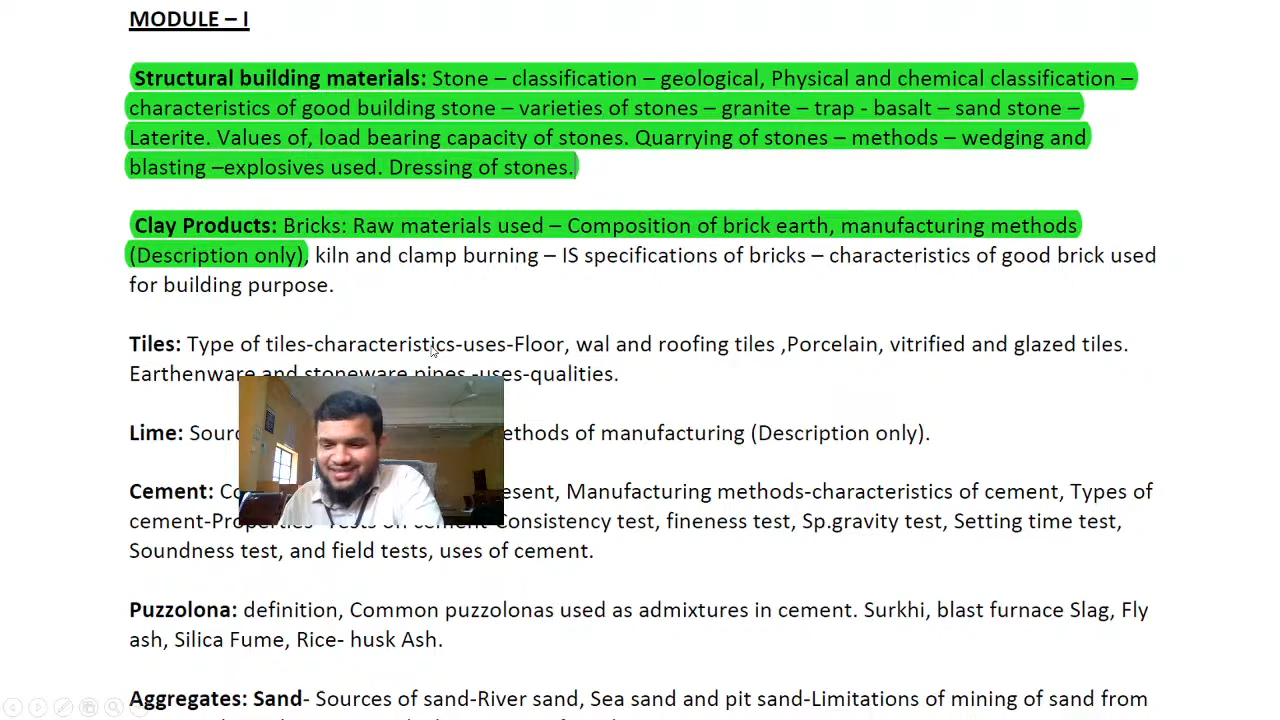 MODULE – I
Structural building materials: Stone – classification – geological, Physical and chemical classification –
characteristics of good building stone – varieties of stones – granite – trap - basalt – sand stone –
Laterite. Values of, load bearing capacity of stones. Quarrying of stones – methods – wedging and
blasting –explosives used. Dressing of stones.
Clay Products: Bricks: Raw materials used – Composition of brick earth, manufacturing methods
(Description only), kiln and clamp burning – IS specifications of bricks – characteristics of good brick used
for building purpose.
Tiles: Type of tiles-characteristics-uses-Floor, wal and roofing tiles ,Porcelain, vitrified and glazed tiles.
Earthenware and stoneware pipes -uses-qualities.
Lime: of manufacturing (Description only).
Cement: Manufacturing methods-characteristics of cement, Types of
cement-Properties- Tests on cement-Consistency test, fineness test, Sp.gravity test, Setting time test,
Soundness test, and field tests, uses of cement.
Puzzolona: definition, Common puzzolonas used as admixtures in cement. Surkhi, blast furnace Slag, Fly
ash, Silica Fume, Rice- husk Ash.
Aggregates: Sand- Sources of sand-River sand, Sea sand and pit sand-Limitations of mining of sand from